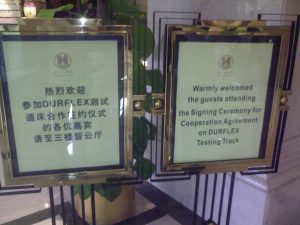 热烈欢迎
参加DURFLEX测试
道床合作签约仪式
的各位嘉宾
请至三楼留云厅
Warmly welcomed
the guests attending
the Signing Ceremony for
Cooperation Agreement
on DURFLEX
Testing Track